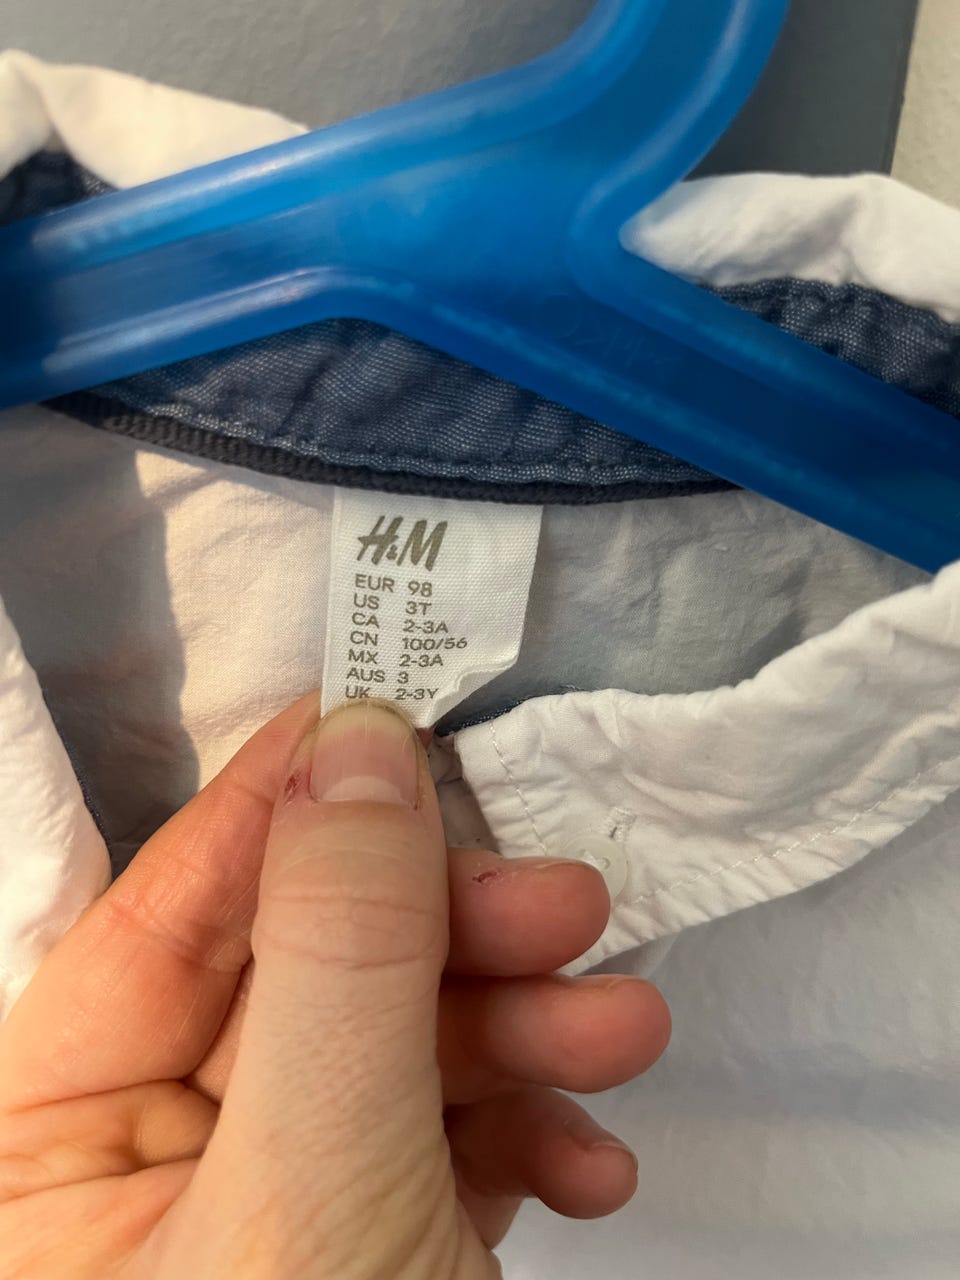 H&M
EUR 98
US 3T
CA 2-3A
CN 100/56
MX 2-3A
AUS 3
UK 2-3Y